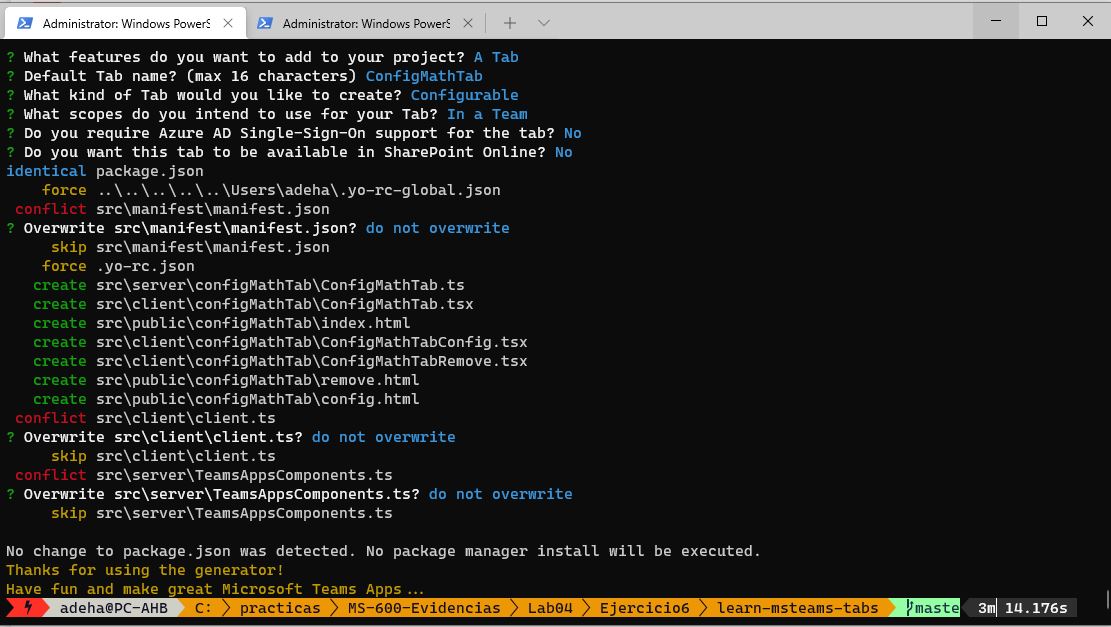 Administrator: Windows PowerS
Administrator: Windows PowerS
? What features do you want to add to your project? A Tab
? Default Tab name? (max 16 characters) ConfigMathTab
? What kind of Tab would you like to create? Configurable
? What scopes do you intend to use for your Tab? In a Team
? Do you require Azure AD Single-Sign-On support for the tab? No
? Do you want this tab to be available in SharePoint Online? No
identical package.json
force ..\..\..\..\..\Users\adeha\.yo-rc-global.json
conflict src\manifest\manifest.json
? Overwrite src\manifest\manifest.json? do not overwrite
skip src\manifest\manifest.json
force .yo-rc.json
create src\server\configMathTab\ConfigMathTab.ts
create src\client\configMathTab\ConfigMathTab.tsx
create src\public\configMathTab\index.html
create src\client\configMathTab\ConfigMathTabConfig.tsx
create src\client\configMathTab\ConfigMathTabRemove.tsx
create src\public\configMathTab\remove.html
create src\public\configMathTab\config.html
conflict src\client\client.ts
? Overwrite src\client\client.ts? do not overwrite
skip src\client\client.ts
conflict src\server\TeamsAppsComponents.ts
? Overwrite src\server\TeamsAppsComponents.ts? do not overwrite
skip src\server\TeamsAppsComponents.ts
No change to package.json was detected. No package manager install will be executed.
Thanks for using the generator!
Have fun and make great Microsoft Teams Apps...
adeha@PC-AHB C: practicas MS-600-Evidencias Lab04 Ejercicio6 learn-msteams-tabs maste 3m 14.176s